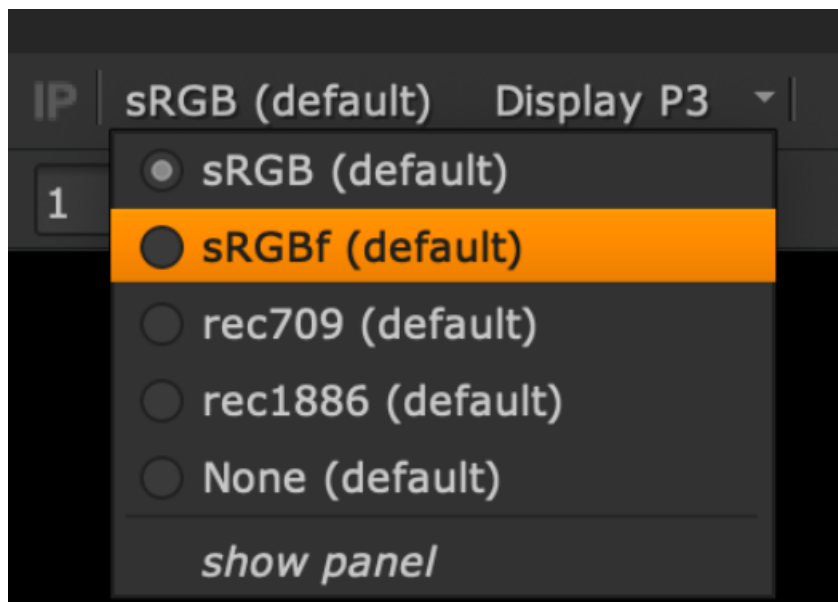 IP sRGB (default) Display P3
1
sRGB (default)
sRGBf (default)
rec709 (default)
rec1886 (default)
None (default)
show panel